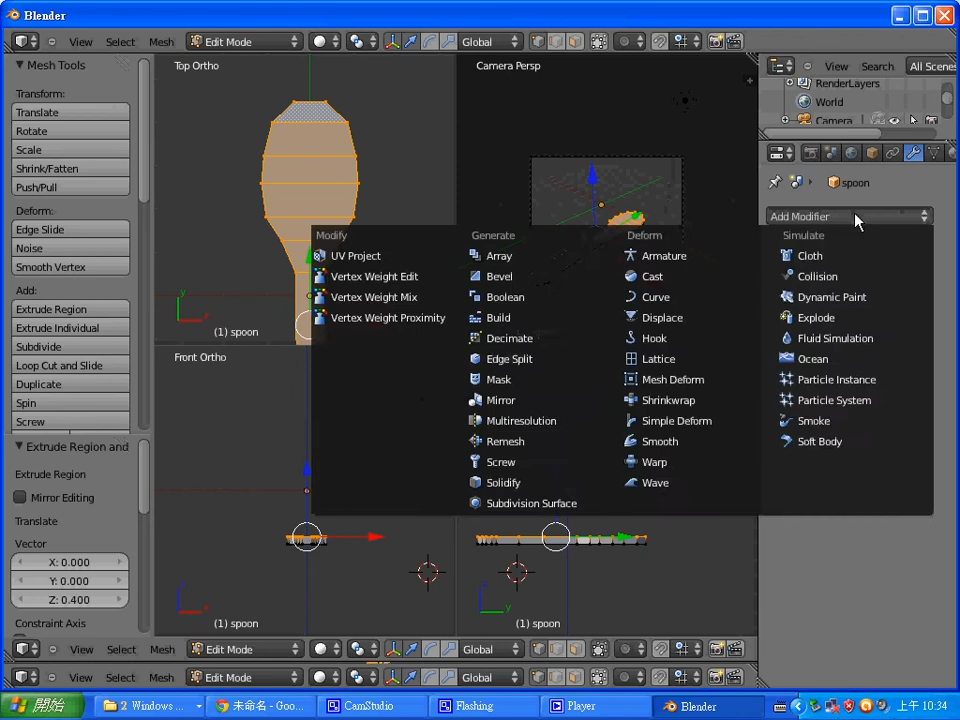 Blender
View Select Mesh Edit Mode Global
Mesh Tools
Transform:
Translate
Rotate
Scale
Shrink/Fatten
Push/Pull
Deform:
Edge Slide
Noise
Smooth Vertex
Add:
Extrude Region
Extrude Individual
Subdivide
Loop Cut and Slide
Duplicate
Spin
Screw
Extrude Region and
Extrude Region
Mirror Editing
Translate
Vector
X: 0.000
Y: 0.000
Z: 0.400
Constraint Axis
Top Ortho
y
x
(1) spoon
Camera Persp
Front Ortho
x
(1) spoon
z
y
(1) spoon
View Search All Scenes
RenderLayers
World
Camera
spoon
Add Modifier
Modify
UV Project
Vertex Weight Edit
Vertex Weight Mix
Vertex Weight Proximity
Generate
Array
Bevel
Boolean
Build
Decimate
Edge Split
Mask
Mirror
Multiresolution
Remesh
Screw
Solidify
Subdivision Surface
Deform
Armature
Cast
Curve
Displace
Hook
Lattice
Mesh Deform
Shrinkwrap
Simple Deform
Smooth
Warp
Wave
Simulate
Cloth
Collision
Dynamic Paint
Explode
Fluid Simulation
Ocean
Particle Instance
Particle System
Smoke
Soft Body
View Select Mesh Edit Mode Global
View Select Mesh Edit Mode Global
View Select Mesh Edit Mode Global
開始 2 Windows ... 未命名 - Goo... CamStudio Flashing Player Blender 上午 10:34